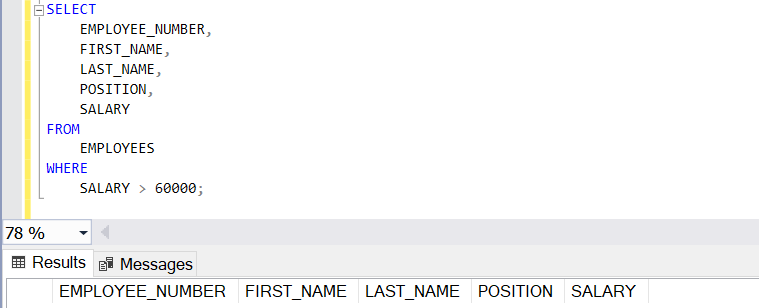 SELECT
EMPLOYEE_NUMBER,
FIRST_NAME,
LAST_NAME,
POSITION,
SALARY
FROM
EMPLOYEES
WHERE
SALARY > 60000;
78 %
Results Messages
EMPLOYEE_NUMBER FIRST_NAME LAST_NAME POSITION SALARY